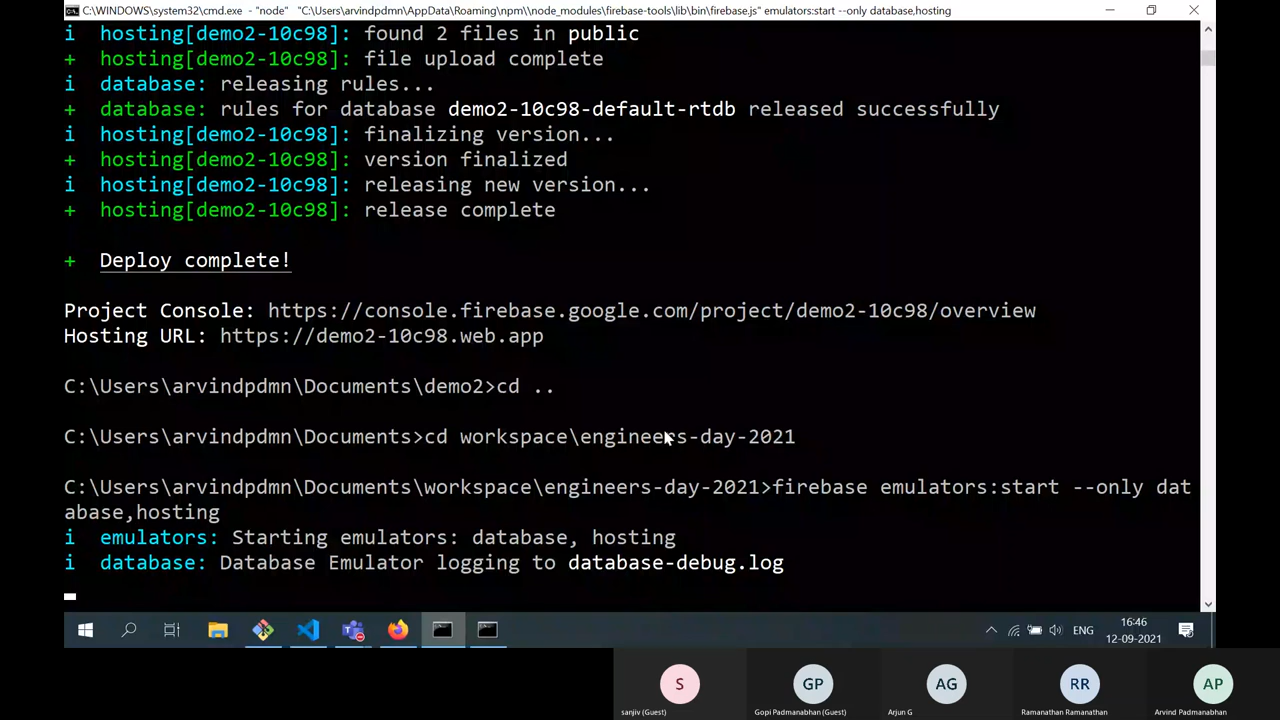 C:\WINDOWS\system32\cmd.exe - "node" "C:\Users\arvindpdmn\AppData\Roaming\npm\\node_modules\firebase-tools\lib\bin\firebase.js" emulators:start --only database,hosting
i hosting[demo2-10c98]: found 2 files in public
+ hosting[demo2-10c98]: file upload complete
i database: releasing rules...
+ database: rules for database demo2-10c98-default-rtdb released successfully
i hosting[demo2-10c98]: finalizing version...
+ hosting[demo2-10c98]: version finalized
i hosting[demo2-10c98]: releasing new version...
+ hosting[demo2-10c98]: release complete
+ Deploy complete!
Project Console: https://console.firebase.google.com/project/demo2-10c98/overview
Hosting URL: https://demo2-10c98.web.app
C:\Users\arvindpdmn\Documents\demo2>cd ..
C:\Users\arvindpdmn\Documents>cd workspace\engineers-day-2021
C:\Users\arvindpdmn\Documents\workspace\engineers-day-2021>firebase emulators:start --only dat
abase,hosting
i emulators: Starting emulators: database, hosting
i database: Database Emulator logging to database-debug.log
ENG
16:46
12-09-2021
S
GP
AG
RR
AP
sanjiv (Guest)
Gopi Padmanabhan (Guest)
Arjun G
Ramanathan Ramanathan
Arvind Padmanabhan